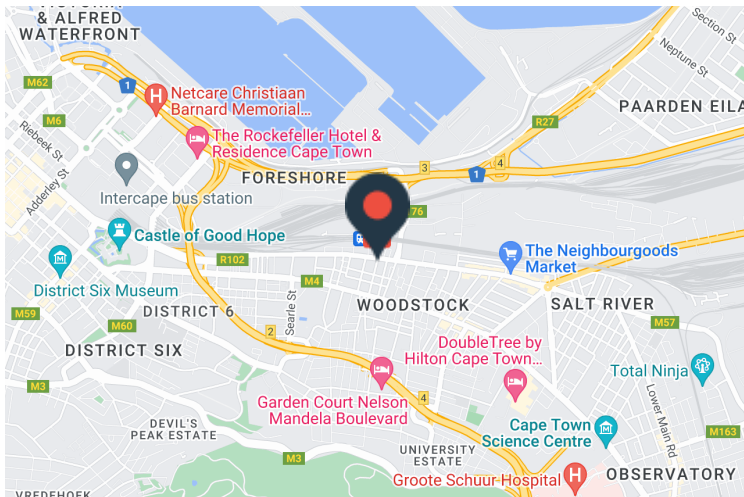 & ALFRED
WATERFRONT
Section St
Neptune St
M62
1
Netcare Christiaan
Barnard Memorial...
M6
PAARDEN EILA
Riebeek St
R27
The Rockefeller Hotel &
Residence Cape Town
3
4
1
FORESHORE
Intercape bus station
Adderley St
76
Castle of Good Hope
R102
The Neighbourgoods
Market
M4
District Six Museum
Searle St
WOODSTOCK
SALT RIVER
M59
DISTRICT 6
M60
M57
2
DISTRICT SIX
DoubleTree by
Hilton Cape Town...
Total Ninja
M3
Garden Court Nelson
Mandela Boulevard
4
Lower Main Rd
DEVIL'S
PEAK ESTATE
Cape Town
Science Centre
M163
UNIVERSITY
ESTATE
M3
Groote Schuur Hospital
OBSERVATORY
VREDEHOEK